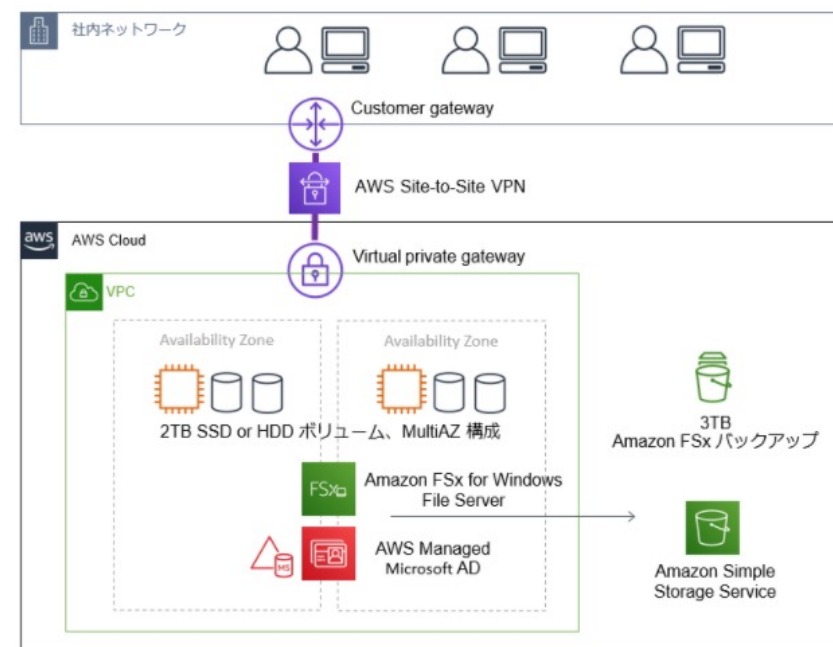 社内ネットワーク
Customer gateway
AWS Site-to-Site VPN
aws
AWS Cloud
Virtual private gateway
VPC
Availability Zone
Availability Zone
2TB SSD or HDD ボリューム、MultiAZ 構成
3TB
Amazon FSx バックアップ
FSx
Amazon FSx for Windows
File Server
MS
AWS Managed
Microsoft AD
Amazon Simple
Storage Service